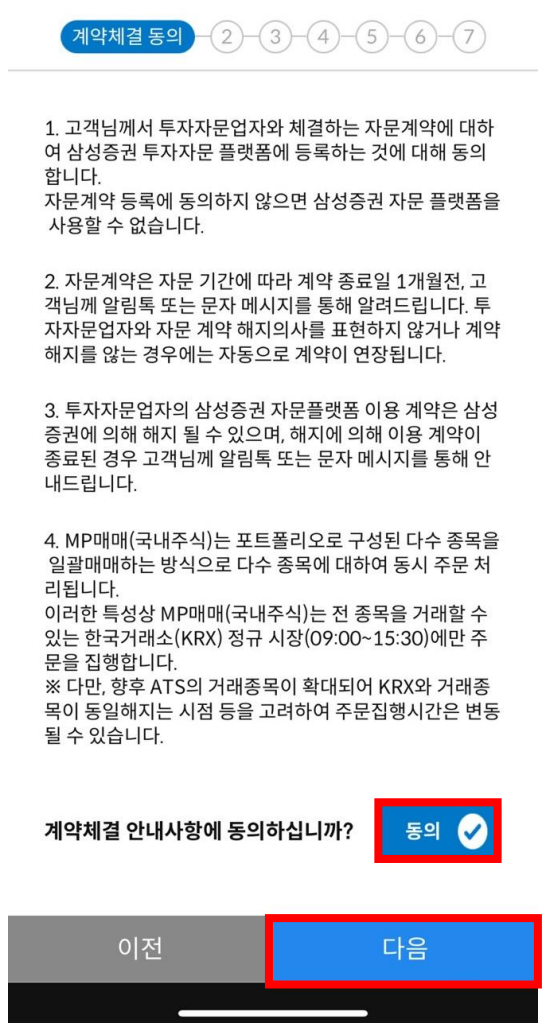 계약체결 동의 2 3 4 5 6 7
1. 고객님께서 투자자문업자와 체결하는 자문계약에 대하
여 삼성증권 투자자문 플랫폼에 등록하는 것에 대해 동의
합니다.
자문계약 등록에 동의하지 않으면 삼성증권 자문 플랫폼을
사용할 수 없습니다.
2. 자문계약은 자문 기간에 따라 계약 종료일 1개월전, 고
객님께 알림톡 또는 문자 메시지를 통해 알려드립니다. 투
자자문업자와 자문 계약 해지의사를 표현하지 않거나 계약
해지를 않는 경우에는 자동으로 계약이 연장됩니다.
3. 투자자문업자의 삼성증권 자문플랫폼 이용 계약은 삼성
증권에 의해 해지 될 수 있으며, 해지에 의해 이용 계약이
종료된 경우 고객님께 알림톡 또는 문자 메시지를 통해 안
내드립니다.
4. MP매매(국내주식)는 포트폴리오로 구성된 다수 종목을
일괄매매하는 방식으로 다수 종목에 대하여 동시 주문 처
리됩니다.
이러한 특성상 MP매매(국내주식)는 전 종목을 거래할 수
있는 한국거래소(KRX) 정규 시장(09:00~15:30)에만 주
문을 집행합니다.
※ 다만, 향후 ATS의 거래종목이 확대되어 KRX와 거래종
목이 동일해지는 시점 등을 고려하여 주문집행시간은 변동
될 수 있습니다.
계약체결 안내사항에 동의하십니까? 동의
이전 다음